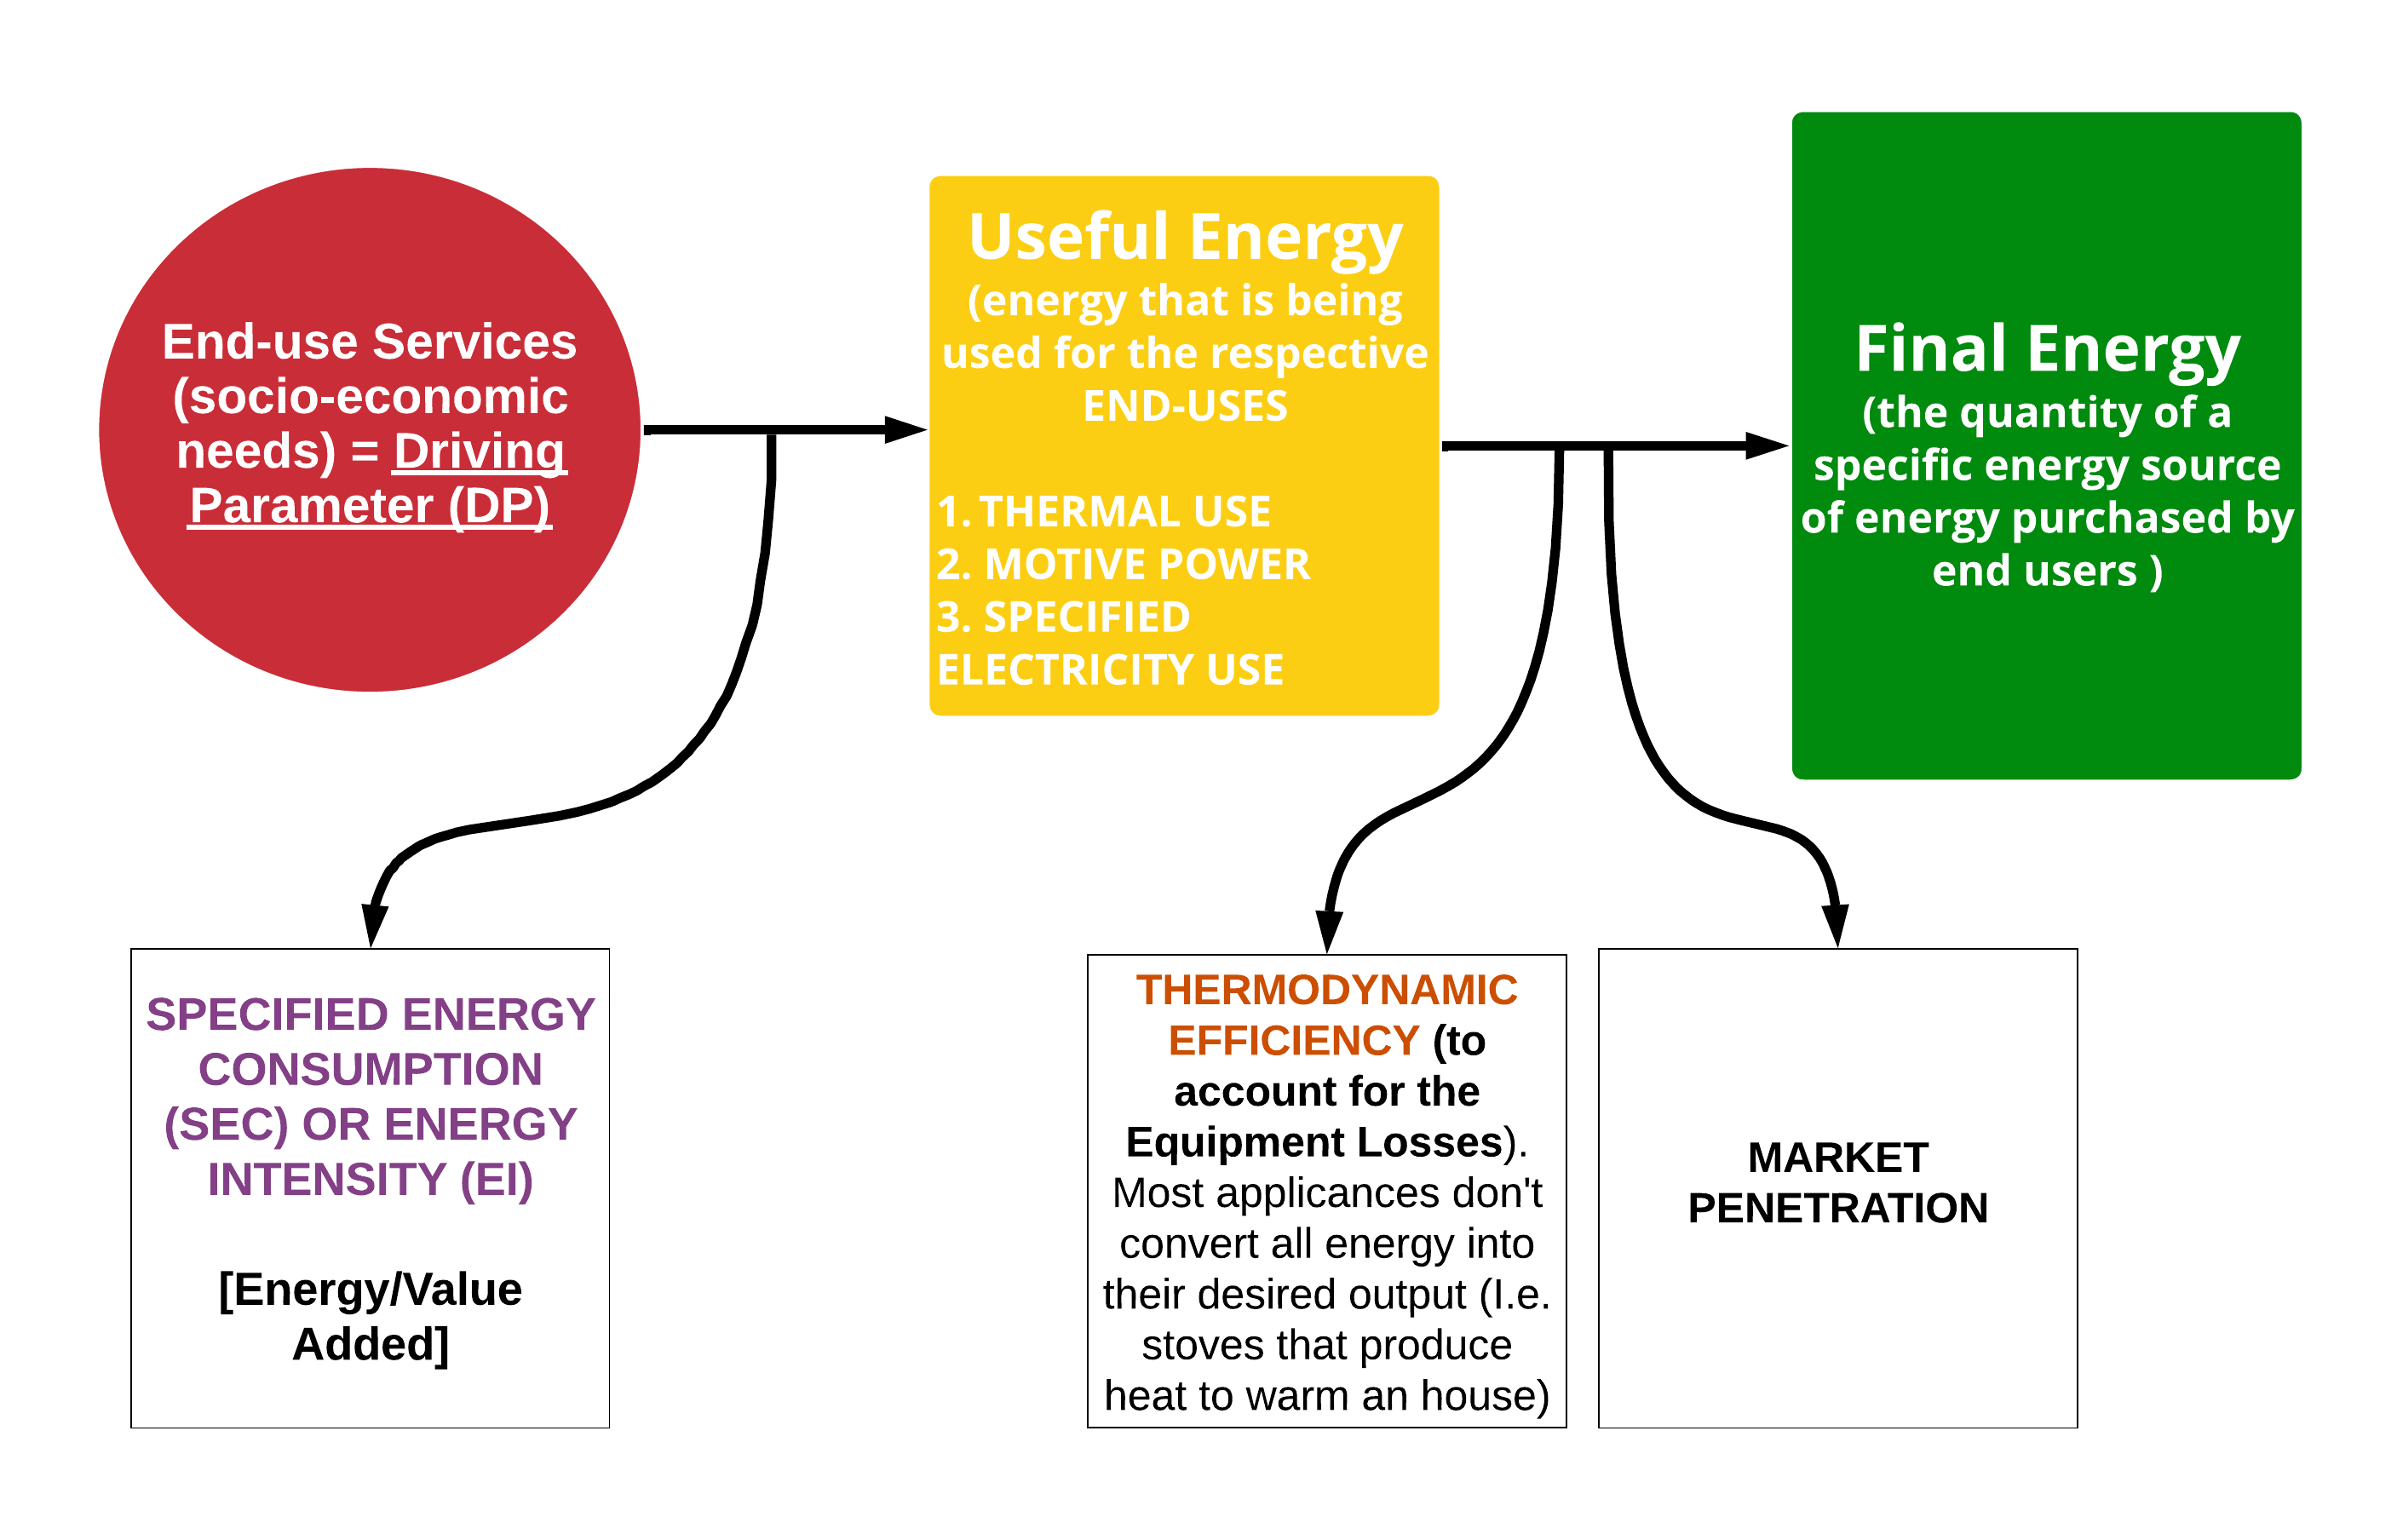 End-use Services
(socio-economic
needs) = Driving
Parameter (DP)
Useful Energy
(energy that is being
used for the respective
END-USES
1. THERMAL USE
2. MOTIVE POWER
3. SPECIFIED
ELECTRICITY USE
Final Energy
(the quantity of a
specific energy source
of energy purchased by
end users )
SPECIFIED ENERGY
CONSUMPTION
(SEC) OR ENERGY
INTENSITY (EI)
[Energy/Value
Added]
THERMODYNAMIC
EFFICIENCY (to
account for the
Equipment Losses).
Most applicances don't
convert all energy into
their desired output (I.e.
stoves that produce
heat to warm an house)
MARKET
PENETRATION